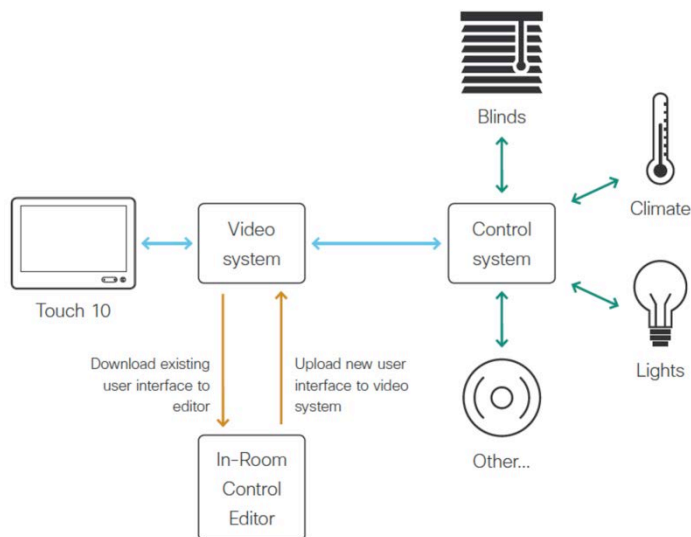 Blinds
Climate
Video
system
Control
system
Touch 10
Download existing
user interface to
editor
Upload new user
interface to video
system
Lights
In-Room
Control
Editor
Other...